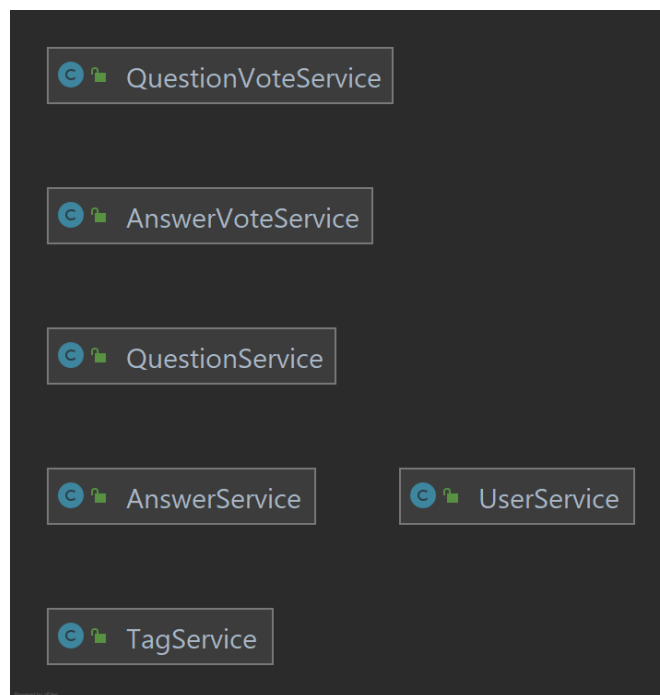 QuestionVoteService
AnswerVoteService
QuestionService
AnswerService
UserService
TagService